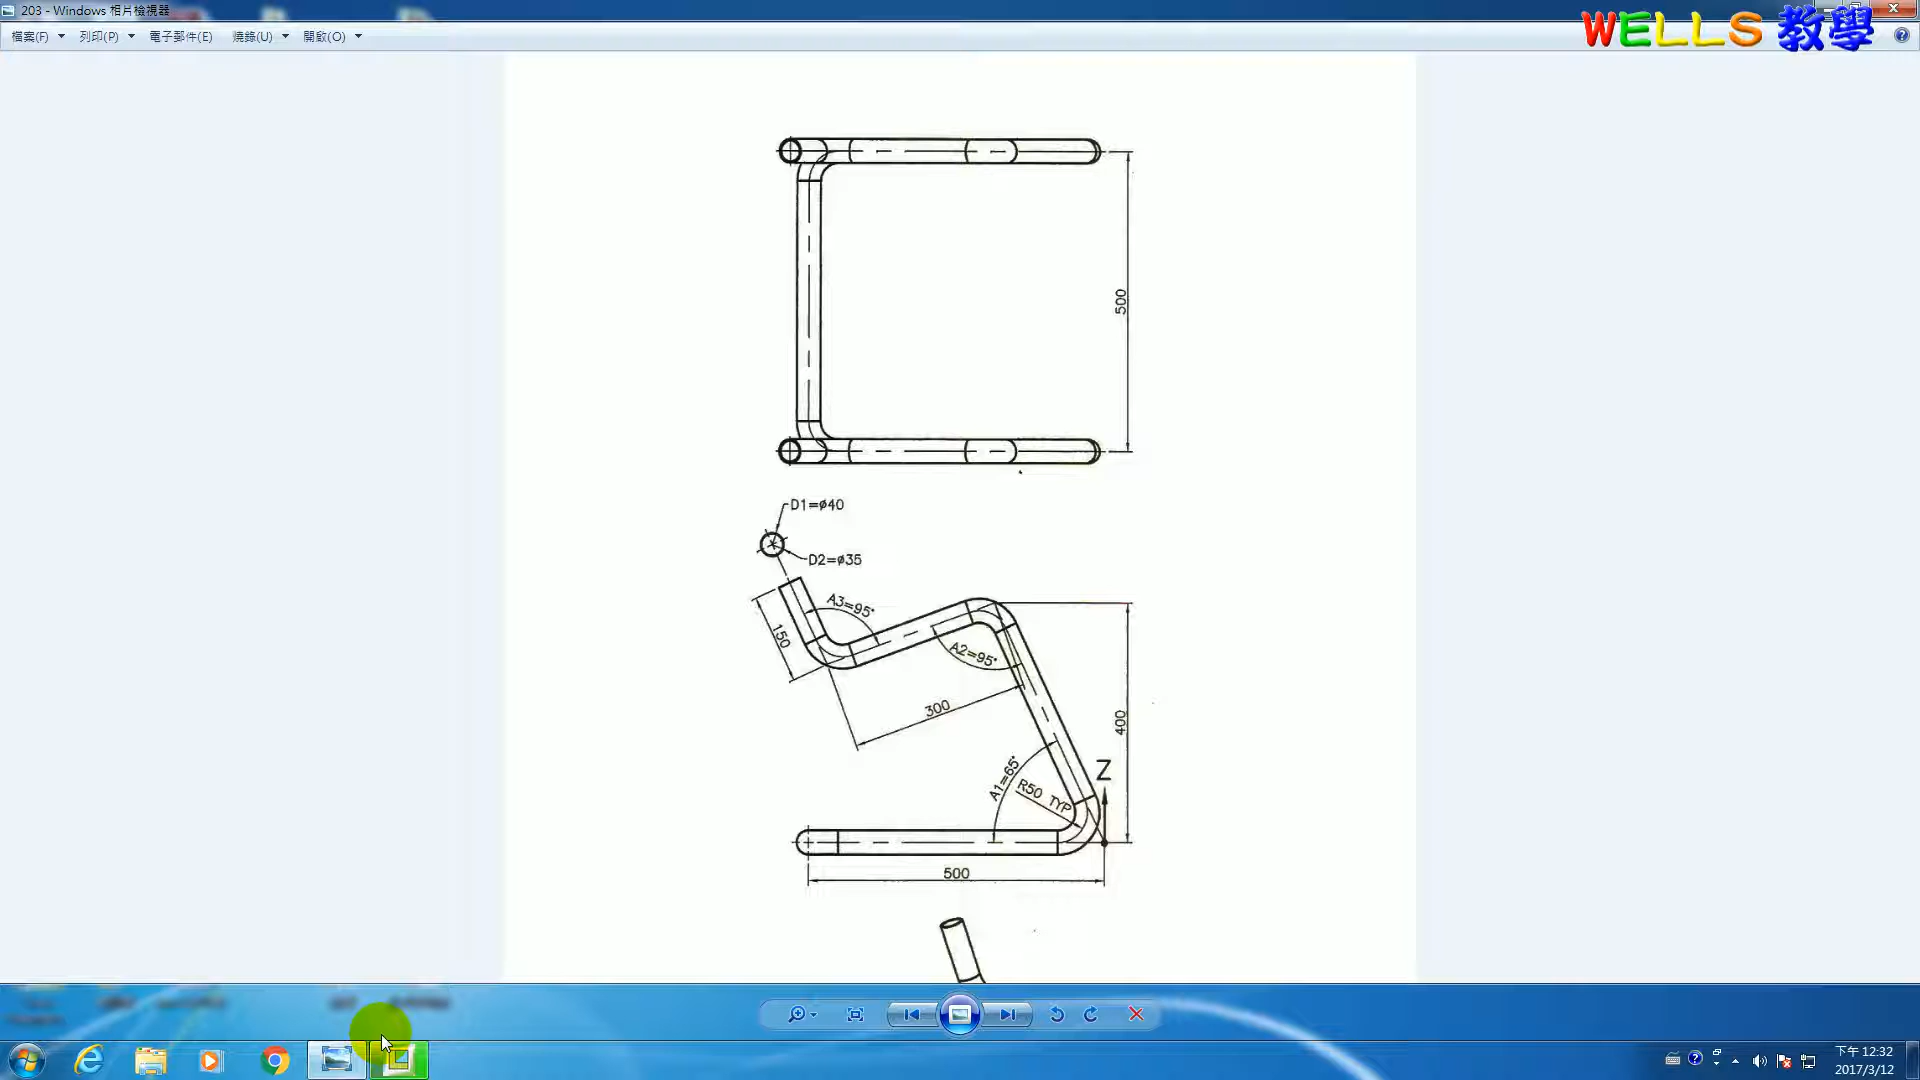 203 - Windows 相片檢視器
檔案(F) 列印(P) 電子郵件(E) 燒錄(U) 開啟(O)
WELLS 教學
500
D1=ø40
D2=ø35
A3=95°
150
A2=95°
300
400
Z
A1=65°
R50 TYP
500
下午 12:32
2017/3/12